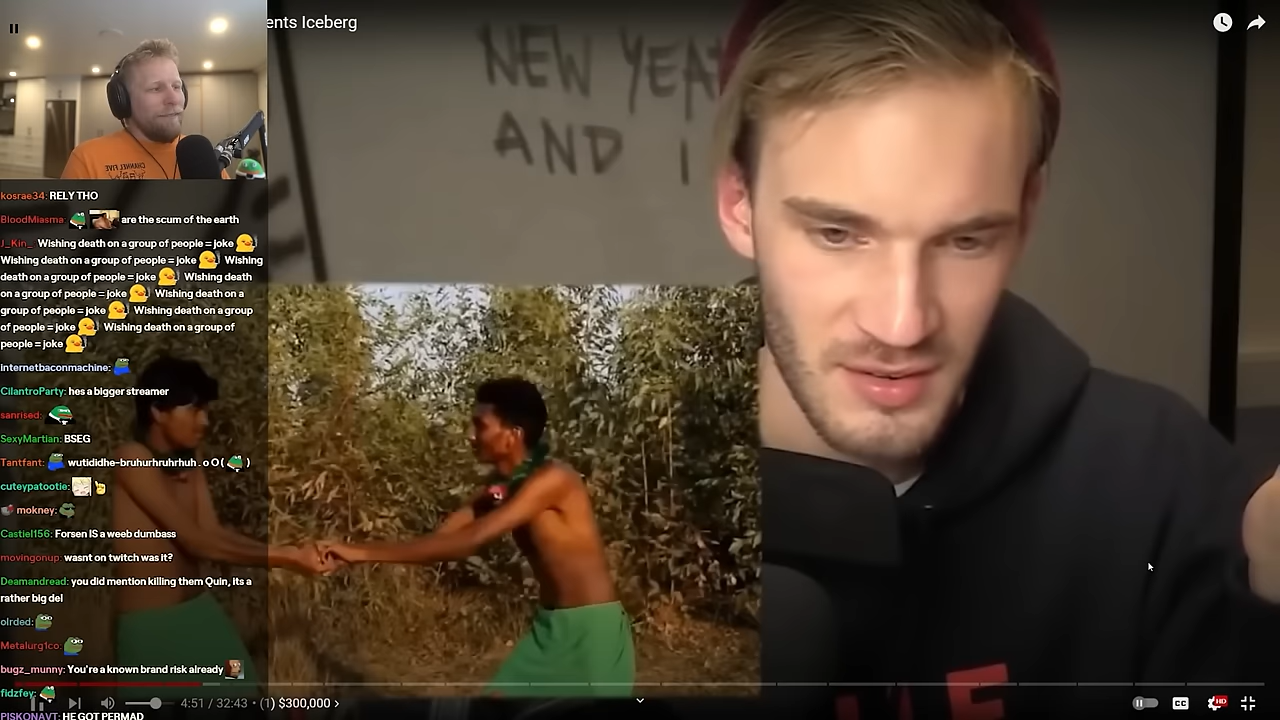 ents Iceberg
NEW YEA
AND I
kosrae34: RELY THO
BloodMiasma: are the scum of the earth
J_Kin_ Wishing death on a group of people = joke
Wishing death on a group of people = joke Wishing
death on a group of people = joke Wishing death
on a group of people = joke Wishing death on a
group of people = joke Wishing death on a group
of people = joke Wishing death on a group of
people = joke
internetbaconmachine:
CilantroParty: hes a bigger streamer
sanrised:
SexyMartian: BSEG
Tantfant: wutididhe-bruhurhruhrhuh . o O ( )
cuteypatootie:
mokney:
Castiel156: Forsen IS a weeb dumbass
movingonup: wasnt on twitch was it?
Deamandread: you did mention killing them Quin, its a
rather big del
olrded:
Metalurg1co:
bugz_munny: You're a known brand risk already
fidzfey:
PISKONAVT: HE GOT PERMAD
4:51 / 32:43 • (1) $300,000 ›
CC
HD
CHANNEL FIVE